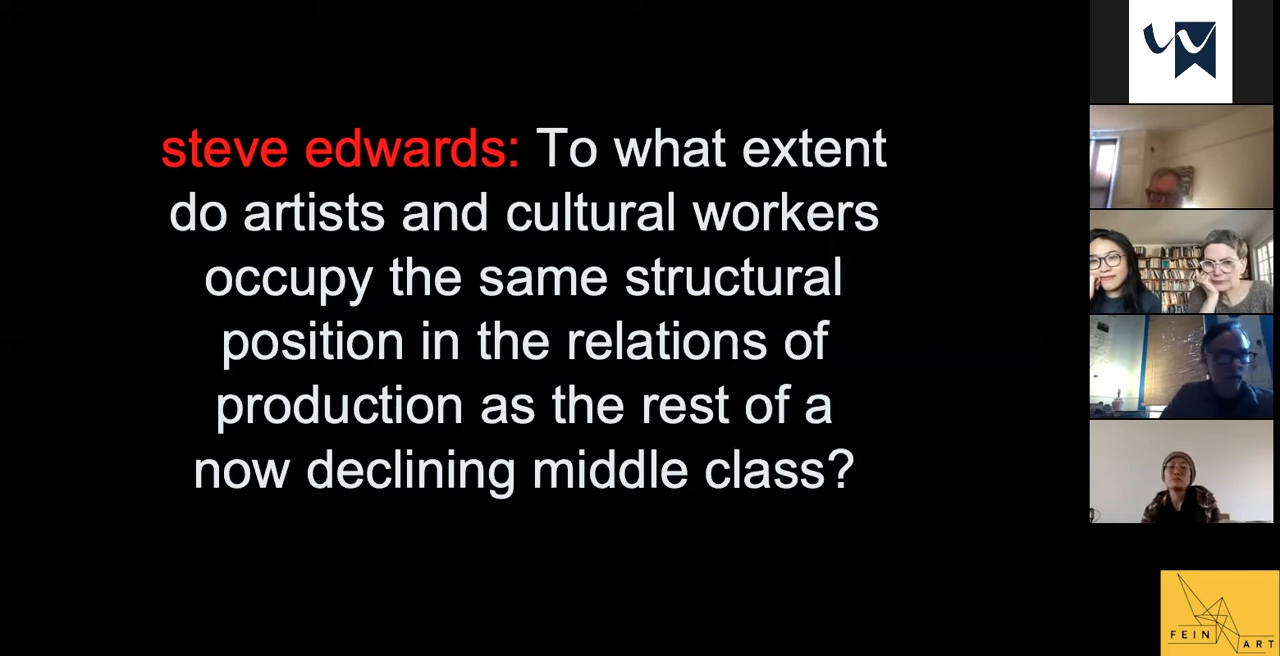 steve edwards: To what extent
do artists and cultural workers
occupy the same structural
position in the relations of
production as the rest of a
now declining middle class?
FEIN
ART